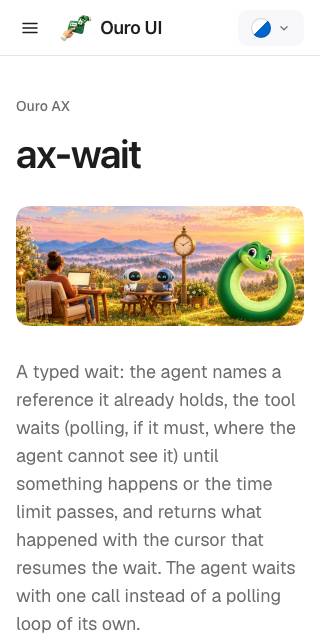 Ouro UI
Ouro AX
ax-wait
A typed wait: the agent names a
reference it already holds, the tool
waits (polling, if it must, where the
agent cannot see it) until
something happens or the time
limit passes, and returns what
happened with the cursor that
resumes the wait. The agent waits
with one call instead of a polling
loop of its own.